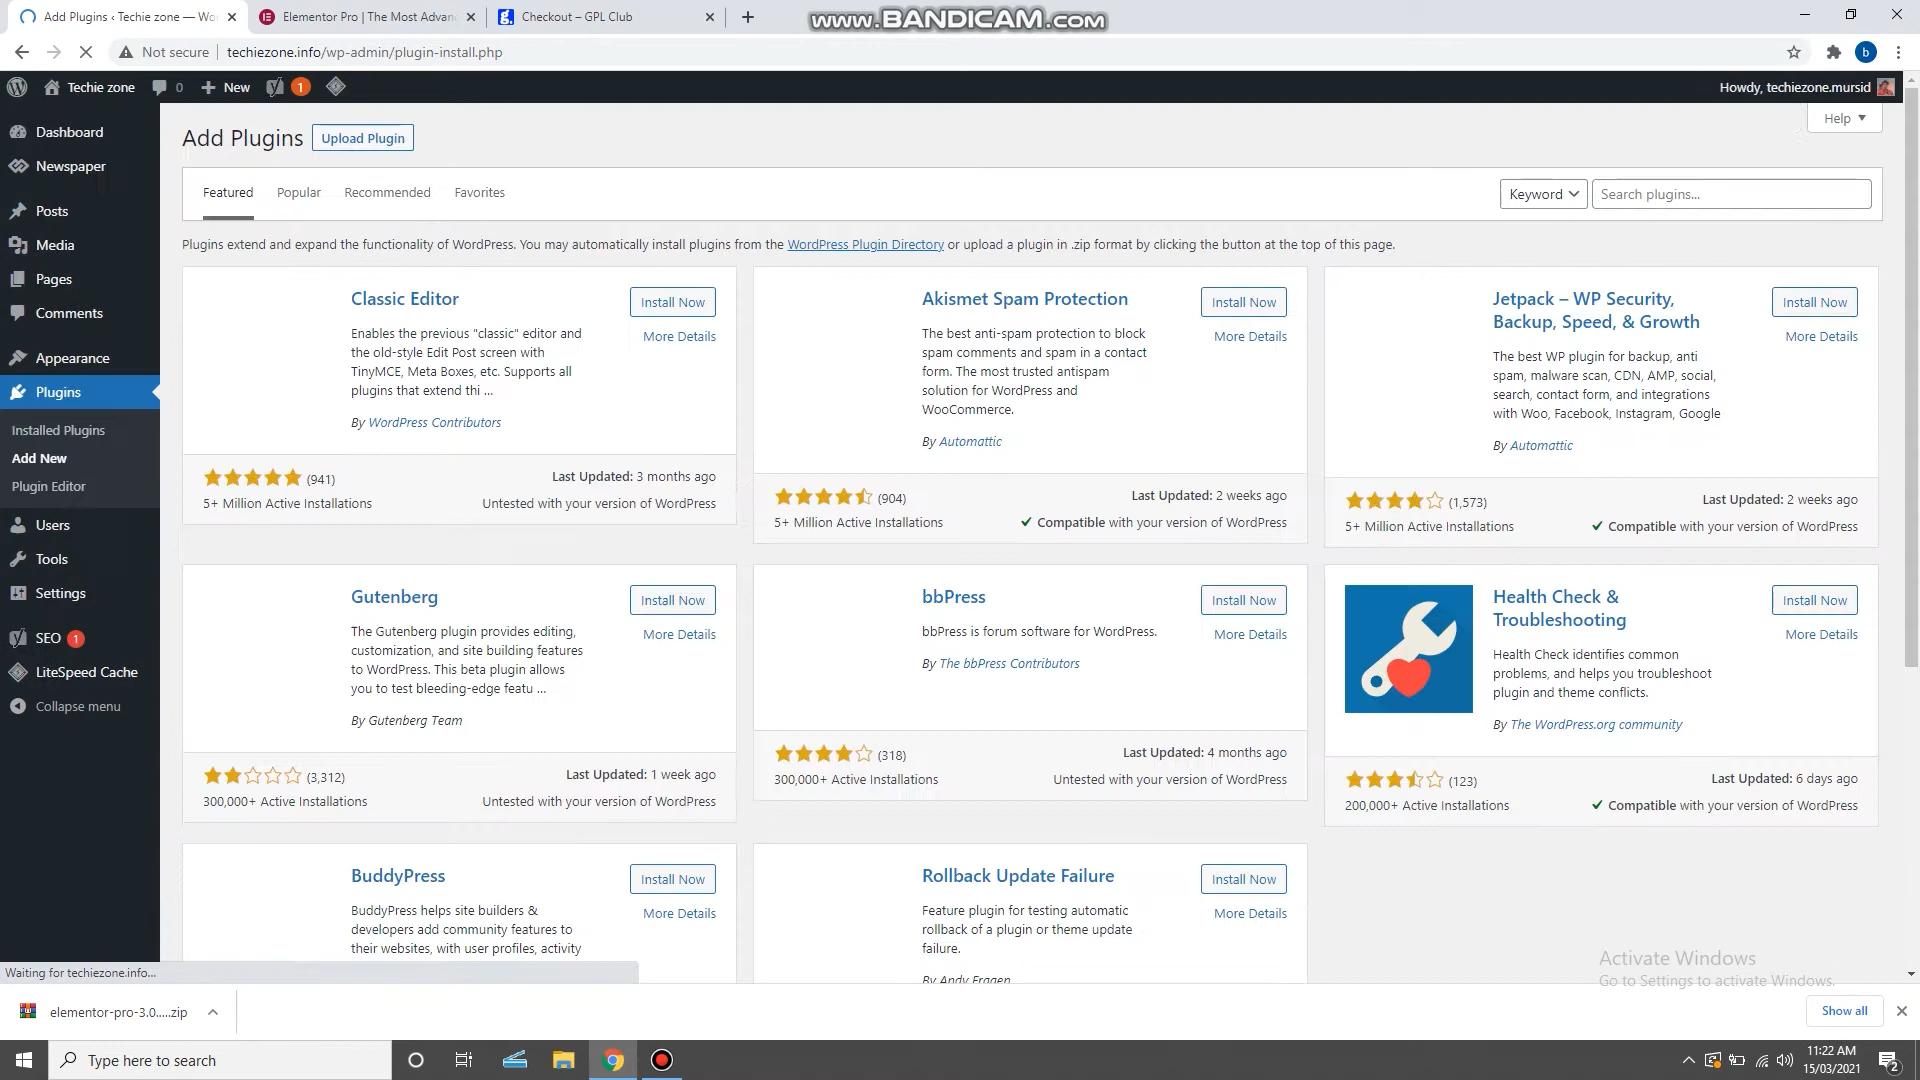 Add Plugins ‹ Techie zone — Wo
Elementor Pro | The Most Advan
Checkout – GPL Club
www.BANDICAM.com
Not secure
techiezone.info/wp-admin/plugin-install.php
b
Techie zone
0
New
1
Howdy, techiezone.mursid
Dashboard
Newspaper
Posts
Media
Pages
Comments
Appearance
Plugins
Installed Plugins
Add New
Plugin Editor
Users
Tools
Settings
SEO 1
LiteSpeed Cache
Collapse menu
Add Plugins
Upload Plugin
Help
Featured
Popular
Recommended
Favorites
Keyword
Search plugins...
Plugins extend and expand the functionality of WordPress. You may automatically install plugins from the WordPress Plugin Directory or upload a plugin in .zip format by clicking the button at the top of this page.
Classic Editor
Install Now
More Details
Enables the previous "classic" editor and
the old-style Edit Post screen with
TinyMCE, Meta Boxes, etc. Supports all
plugins that extend thi ...
By WordPress Contributors
(941)
Last Updated: 3 months ago
5+ Million Active Installations
Untested with your version of WordPress
Akismet Spam Protection
Install Now
More Details
The best anti-spam protection to block
spam comments and spam in a contact
form. The most trusted antispam
solution for WordPress and
WooCommerce.
By Automattic
(904)
Last Updated: 2 weeks ago
5+ Million Active Installations
Compatible with your version of WordPress
Jetpack – WP Security,
Backup, Speed, & Growth
Install Now
More Details
The best WP plugin for backup, anti
spam, malware scan, CDN, AMP, social,
search, contact form, and integrations
with Woo, Facebook, Instagram, Google
By Automattic
(1,573)
Last Updated: 2 weeks ago
5+ Million Active Installations
Compatible with your version of WordPress
Gutenberg
Install Now
More Details
The Gutenberg plugin provides editing,
customization, and site building features
to WordPress. This beta plugin allows
you to test bleeding-edge featu ...
By Gutenberg Team
(3,312)
Last Updated: 1 week ago
300,000+ Active Installations
Untested with your version of WordPress
bbPress
Install Now
More Details
bbPress is forum software for WordPress.
By The bbPress Contributors
(318)
Last Updated: 4 months ago
300,000+ Active Installations
Untested with your version of WordPress
Health Check &
Troubleshooting
Install Now
More Details
Health Check identifies common
problems, and helps you troubleshoot
plugin and theme conflicts.
By The WordPress.org community
(123)
Last Updated: 6 days ago
200,000+ Active Installations
Compatible with your version of WordPress
BuddyPress
Install Now
More Details
BuddyPress helps site builders &
developers add community features to
their websites, with user profiles, activity
Rollback Update Failure
Install Now
More Details
Feature plugin for testing automatic
rollback of a plugin or theme update
failure.
By Andy Fragen
Activate Windows
Go to Settings to activate Windows.
Waiting for techiezone.info...
elementor-pro-3.0.....zip
Show all
Type here to search
11:22 AM
15/03/2021
2